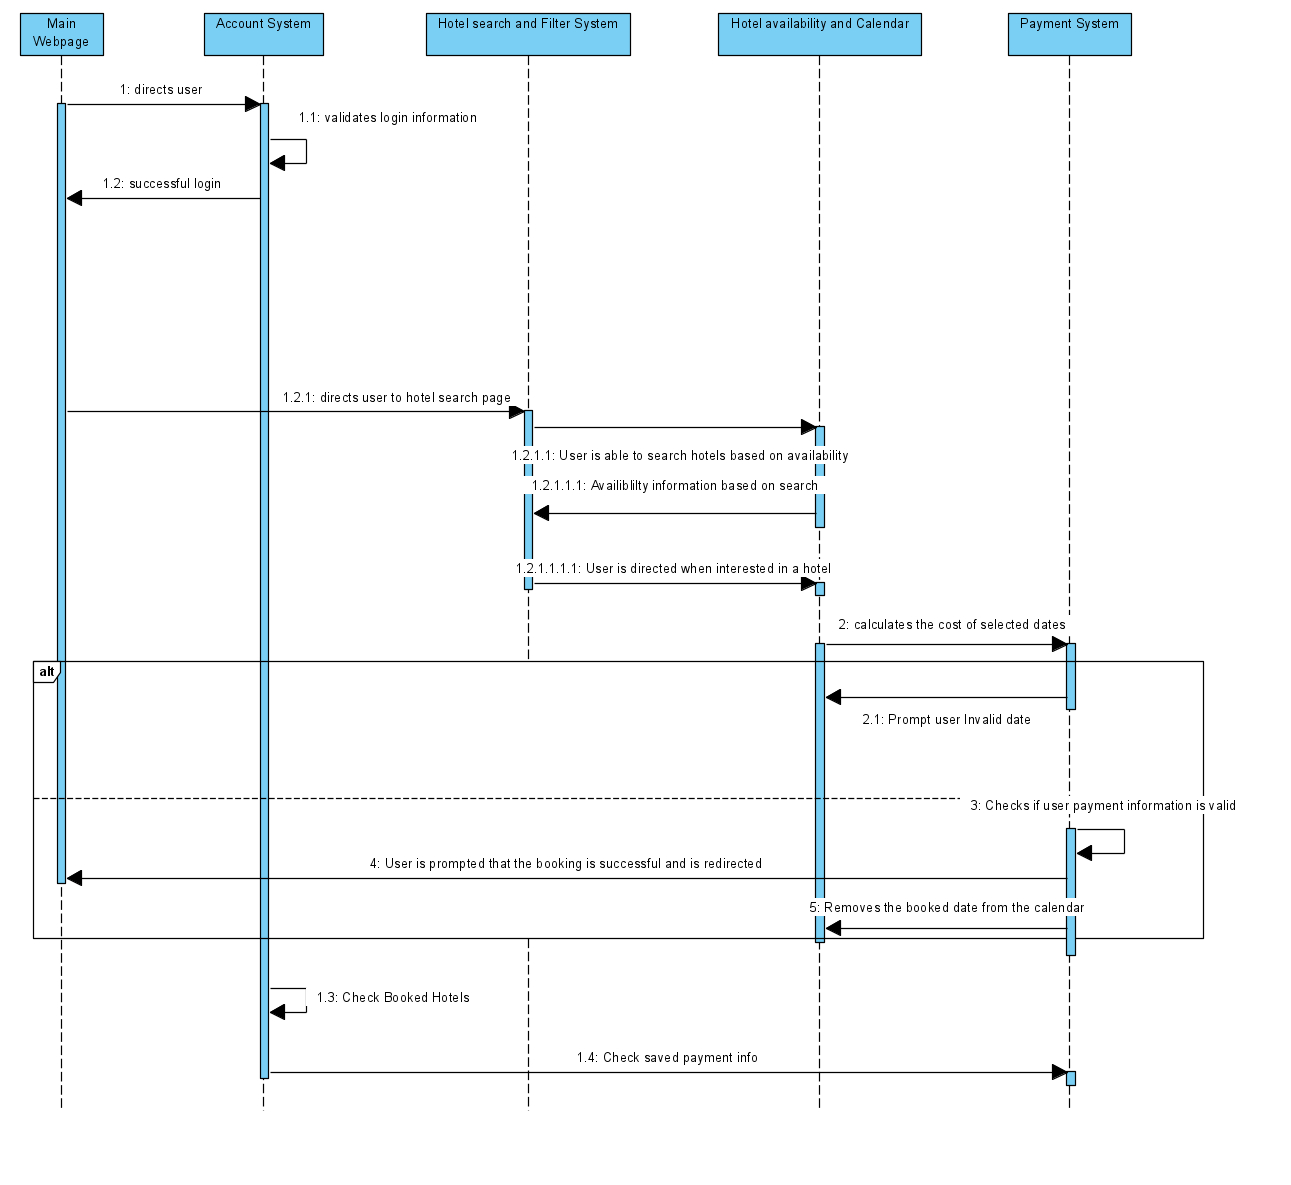 Main
Webpage
Account System
Hotel search and Filter System
Hotel availability and Calendar
Payment System
1: directs user
1.1: validates login information
1.2: successful login
1.2.1: directs user to hotel search page
1.2.1.1: User is able to search hotels based on availability
1.2.1.1.1: Availiblilty information based on search
1.2.1.1.1.1: User is directed when interested in a hotel
2: calculates the cost of selected dates
alt
2.1: Prompt user Invalid date
3: Checks if user payment information is valid
4: User is prompted that the booking is successful and is redirected
5: Removes the booked date from the calendar
1.3: Check Booked Hotels
1.4: Check saved payment info